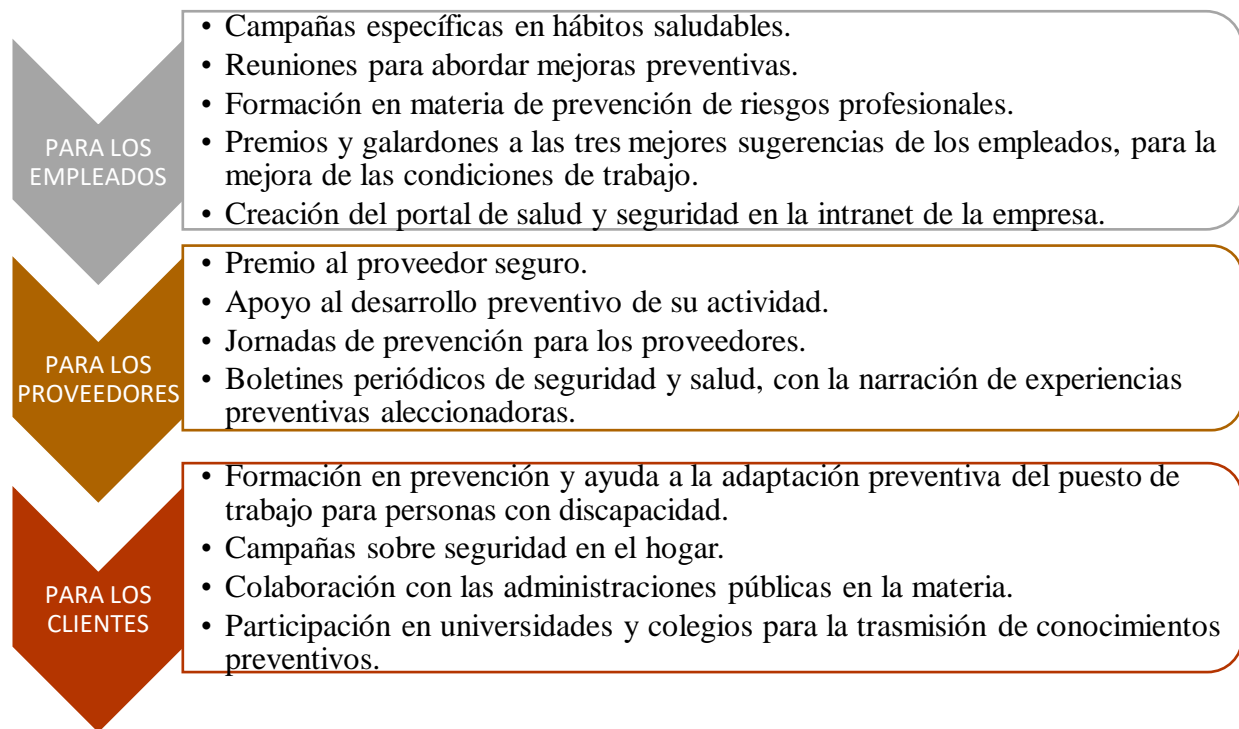 PARA LOS
EMPLEADOS
• Campañas específicas en hábitos saludables.
• Reuniones para abordar mejoras preventivas.
• Formación en materia de prevención de riesgos profesionales.
• Premios y galardones a las tres mejores sugerencias de los empleados, para la
mejora de las condiciones de trabajo.
• Creación del portal de salud y seguridad en la intranet de la empresa.
PARA LOS
PROVEEDORES
• Premio al proveedor seguro.
• Apoyo al desarrollo preventivo de su actividad.
• Jornadas de prevención para los proveedores.
• Boletines periódicos de seguridad y salud, con la narración de experiencias
preventivas aleccionadoras.
PARA LOS
CLIENTES
• Formación en prevención y ayuda a la adaptación preventiva del puesto de
trabajo para personas con discapacidad.
• Campañas sobre seguridad en el hogar.
• Colaboración con las administraciones públicas en la materia.
• Participación en universidades y colegios para la trasmisión de conocimientos
preventivos.